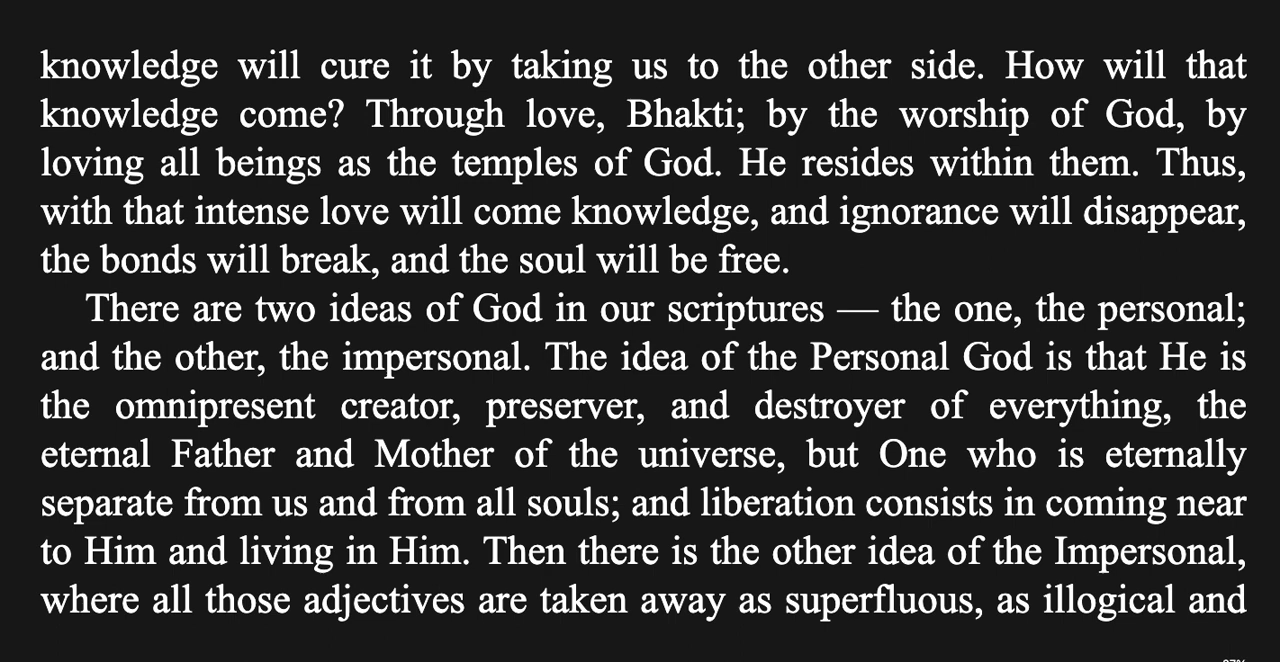 knowledge will cure it by taking us to the other side. How will that
knowledge come? Through love, Bhakti; by the worship of God, by
loving all beings as the temples of God. He resides within them. Thus,
with that intense love will come knowledge, and ignorance will disappear,
the bonds will break, and the soul will be free.
There are two ideas of God in our scriptures — the one, the personal;
and the other, the impersonal. The idea of the Personal God is that He is
the omnipresent creator, preserver, and destroyer of everything, the
eternal Father and Mother of the universe, but One who is eternally
separate from us and from all souls; and liberation consists in coming near
to Him and living in Him. Then there is the other idea of the Impersonal,
where all those adjectives are taken away as superfluous, as illogical and